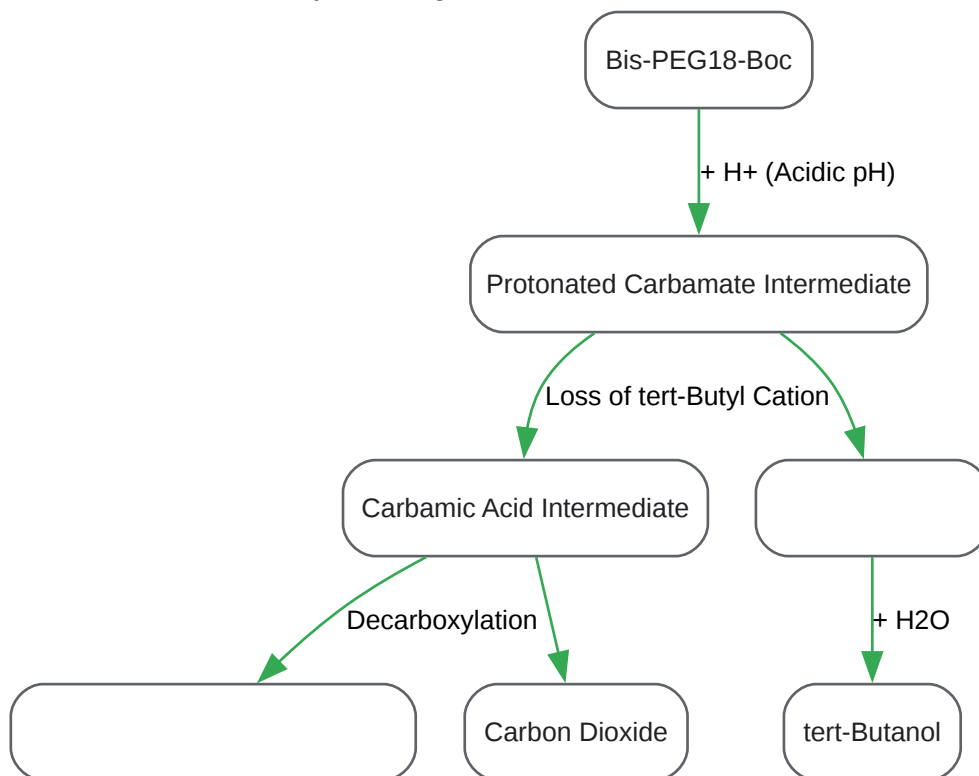 Bis-PEG18-Boc
+ H+ (Acidic pH)
Protonated Carbamate Intermediate
Loss of tert-Butyl Cation
Carbamic Acid Intermediate
Decarboxylation
+ H2O
Carbon Dioxide
tert-Butanol